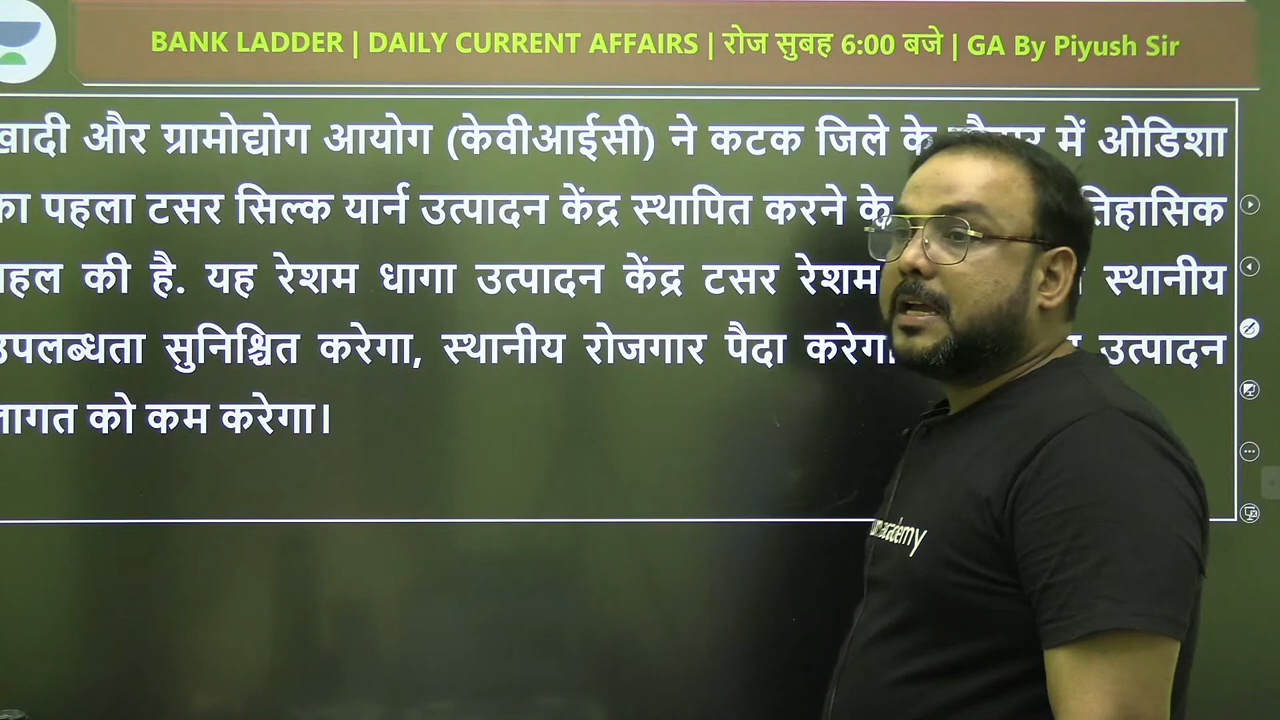 BANK LADDER | DAILY CURRENT AFFAIRS | रोज सुबह 6:00 बजे | GA By Piyush Sir
खादी और ग्रामोद्योग आयोग (केवीआईसी) ने कटक जिले के में ओडिशा
का पहला टसर सिल्क यार्न उत्पादन केंद्र स्थापित करने के
है. यह रेशम धागा उत्पादन केंद्र टसर रेशम स्थानीय
उपलब्धता सुनिश्चित करेगा, स्थानीय रोजगार पैदा करेगा उत्पादन
लागत को कम करेगा।
unacademy